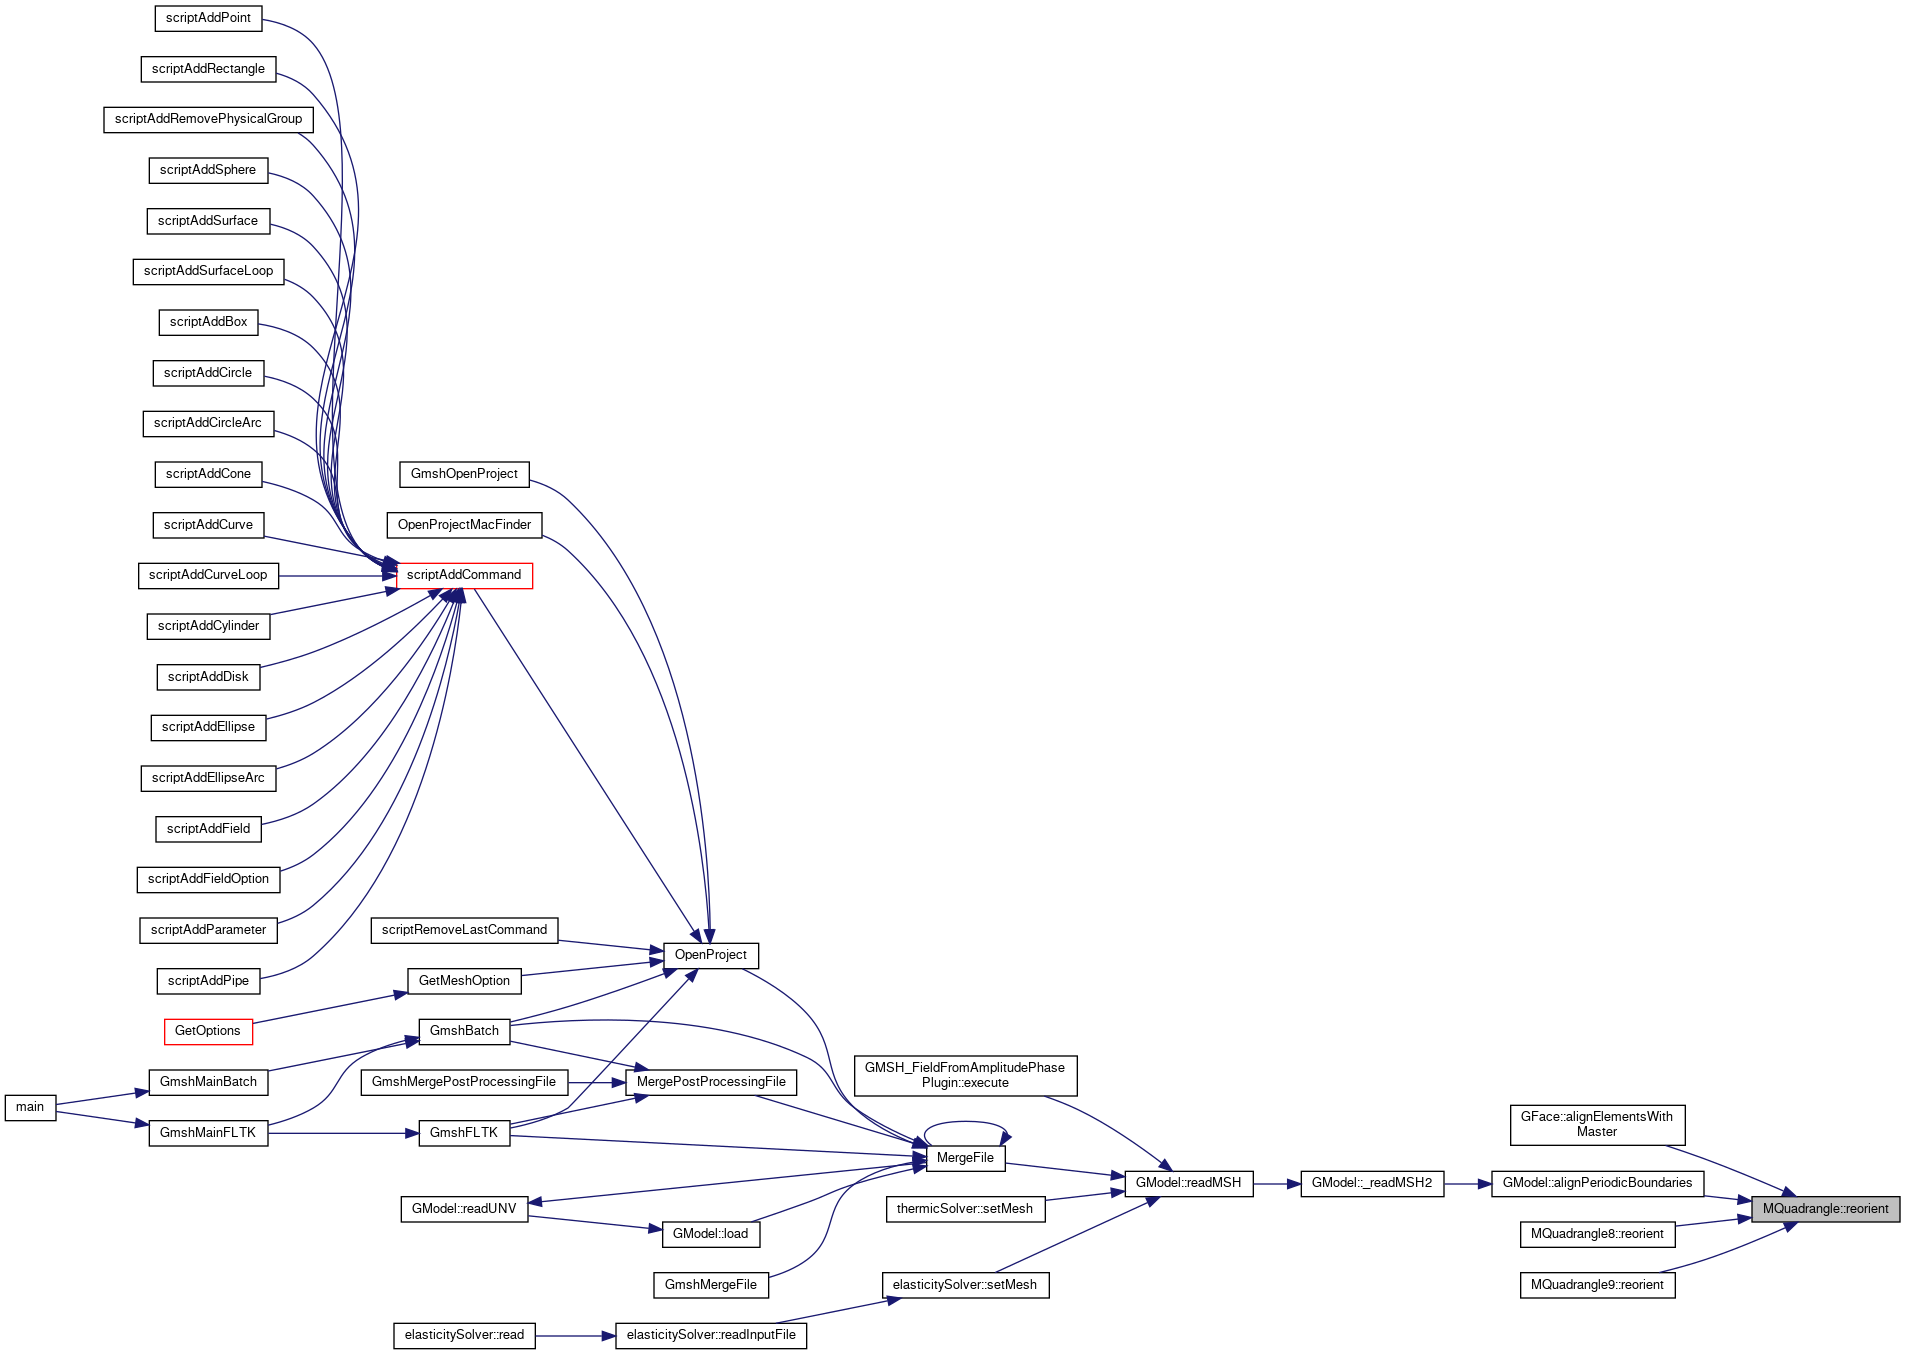 scriptAddPoint
scriptAddRectangle
scriptAddRemovePhysicalGroup
scriptAddSphere
scriptAddSurface
scriptAddSurfaceLoop
scriptAddBox
scriptAddCircle
scriptAddCircleArc
scriptAddCone
scriptAddCurve
scriptAddCurveLoop
scriptAddCylinder
scriptAddDisk
scriptAddEllipse
scriptAddEllipseArc
scriptAddField
scriptAddFieldOption
scriptAddParameter
scriptAddPipe
GetOptions
GmshMainBatch
main
GmshMainFLTK
GmshOpenProject
OpenProjectMacFinder
scriptAddCommand
scriptRemoveLastCommand
GetMeshOption
GmshBatch
GmshMergePostProcessingFile
GmshFLTK
GModel::readUNV
elasticitySolver::read
OpenProject
MergePostProcessingFile
GModel::load
GmshMergeFile
elasticitySolver::readInputFile
GMSH_FieldFromAmplitudePhase
Plugin::execute
MergeFile
thermicSolver::setMesh
elasticitySolver::setMesh
GModel::readMSH
GModel::_readMSH2
GFace::alignElementsWith
Master
GModel::alignPeriodicBoundaries
MQuadrangle8::reorient
MQuadrangle9::reorient
MQuadrangle::reorient